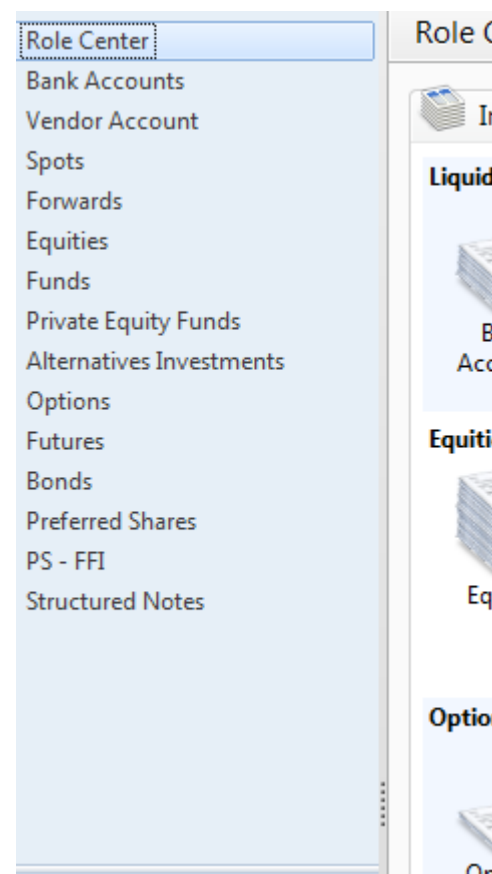 Role Center
Bank Accounts
Vendor Account
Spots
Forwards
Equities
Funds
Private Equity Funds
Alternatives Investments
Options
Futures
Bonds
Preferred Shares
PS - FFI
Structured Notes
Role
Liquid
Equiti
Eq
Option